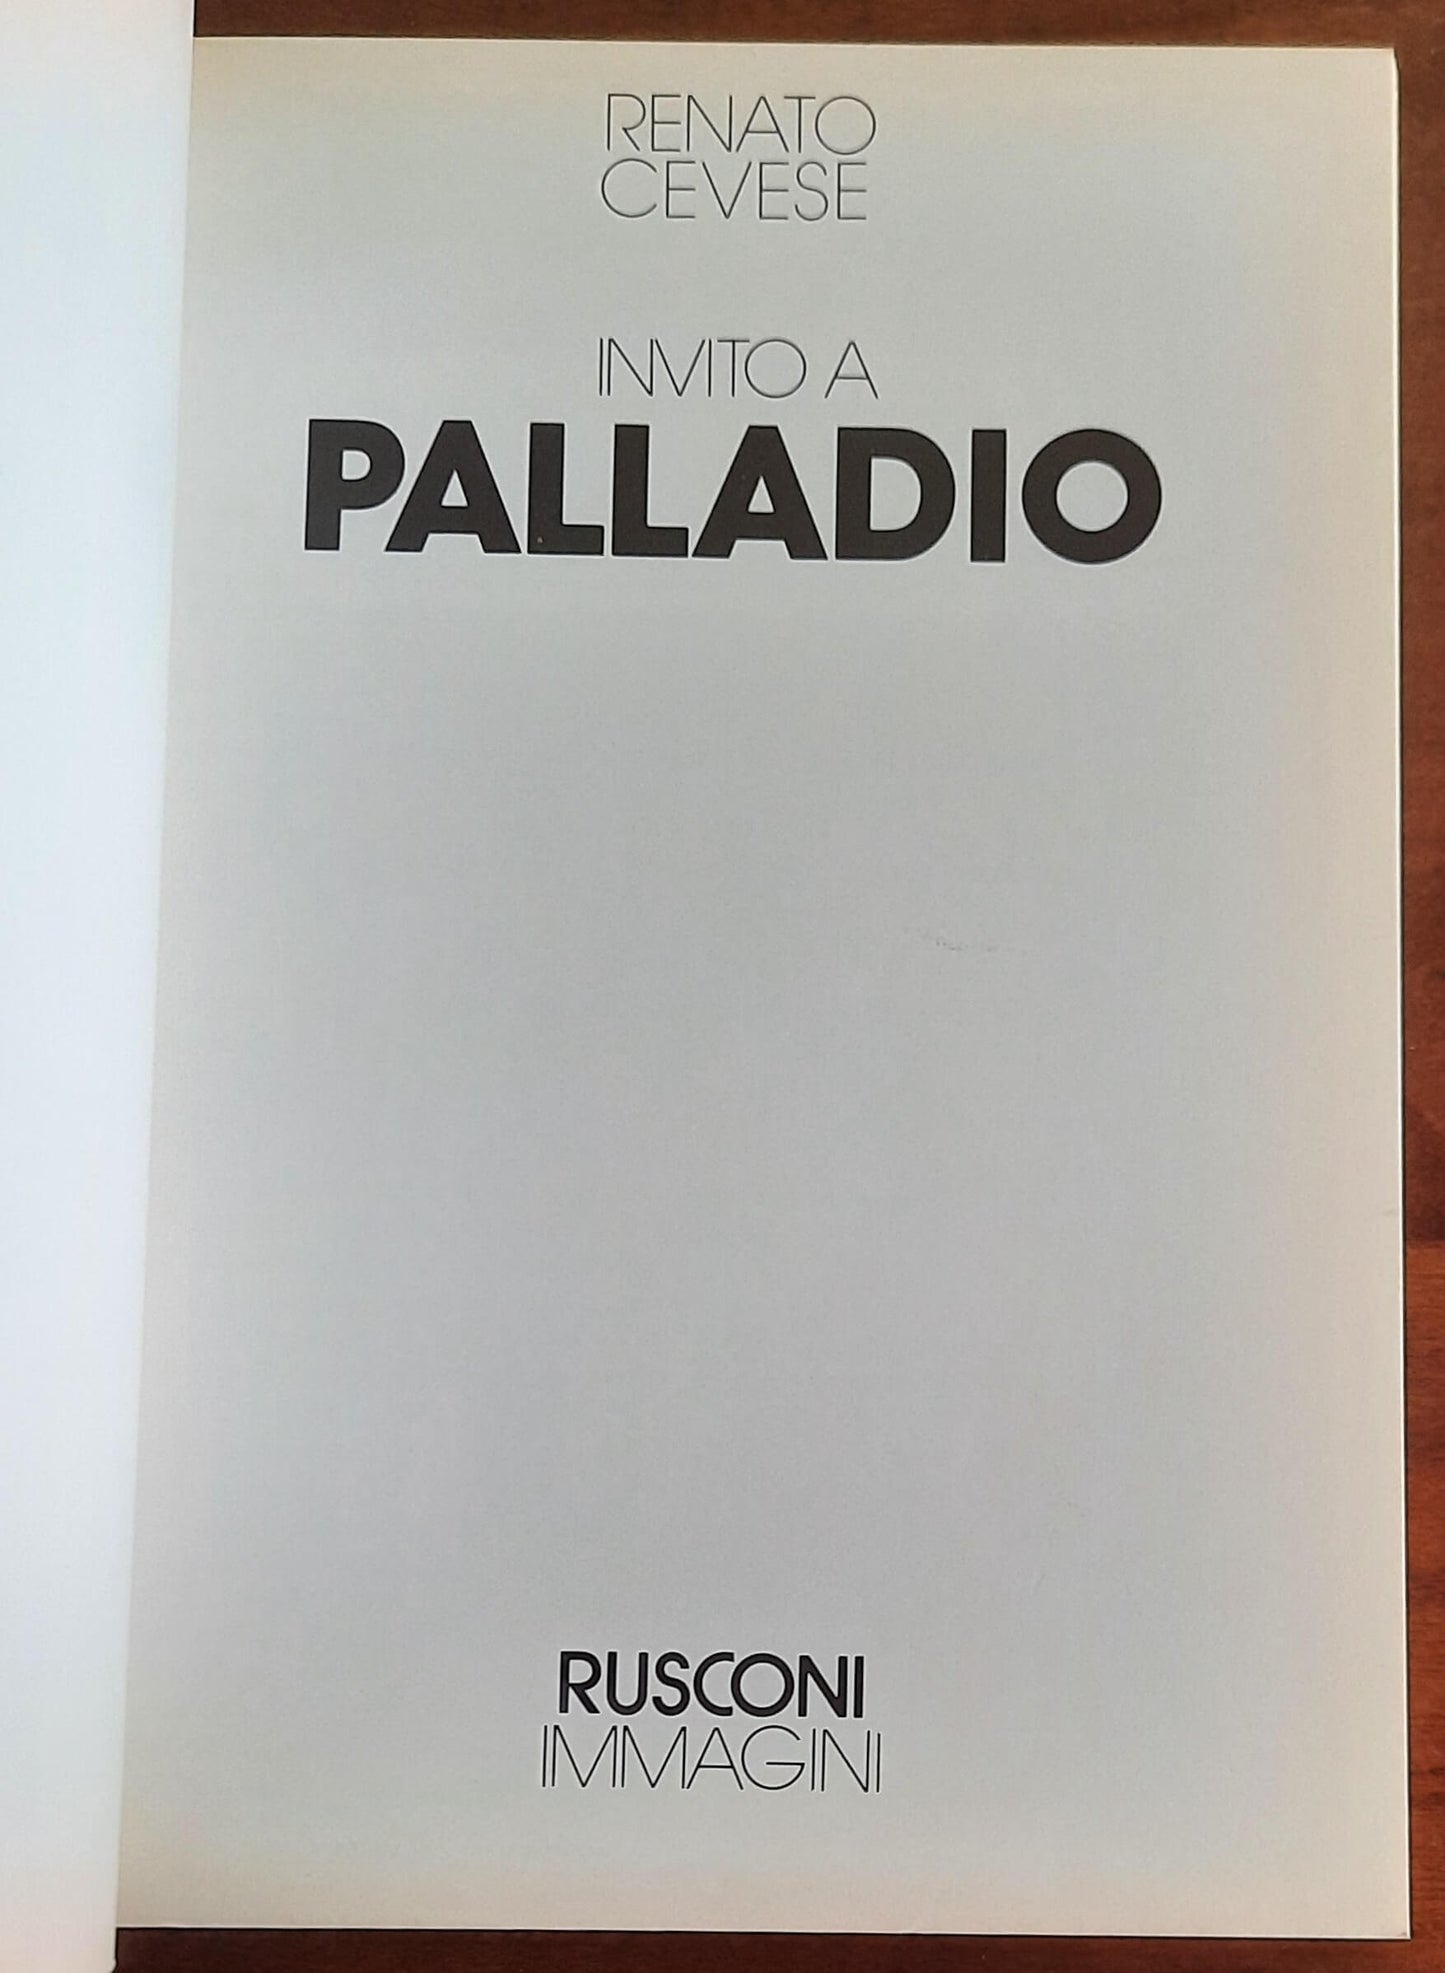 RENATO
CEVESE
INVITO A
PALLADIO
RUSCONI
IMMAGINI